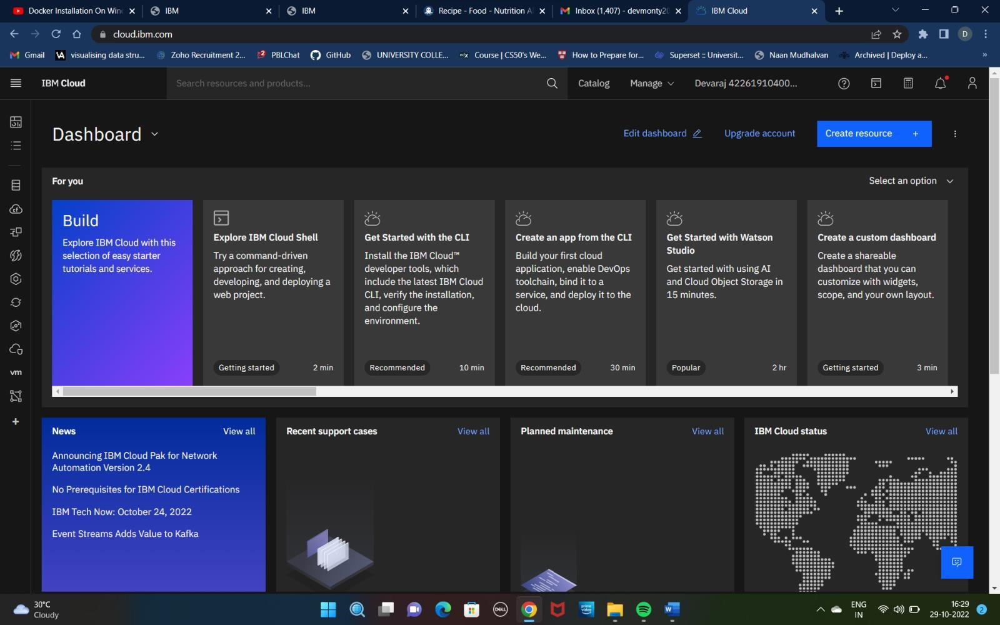 Docker Installation On Win
IBM
IBM
Recipe - Food - Nutrition A
Inbox (1,407) - devmonty20
IBM Cloud
cloud.ibm.com
D
Gmail
visualising data stru...
Zoho Recruitment 2...
PBLChat
GitHub
UNIVERSITY COLLE...
Course | CS50's We...
How to Prepare for...
Superset :: Universit...
Naan Mudhalvan
Archived | Deploy a...
IBM Cloud
Search resources and products...
Catalog
Manage
Devaraj 42261910400...
Dashboard
Edit dashboard
Upgrade account
Create resource +
For you
Select an option
Build
Explore IBM Cloud with this
selection of easy starter
tutorials and services.
Explore IBM Cloud Shell
Try a command-driven
approach for creating,
developing, and deploying a
web project.
Getting started 2 min
Get Started with the CLI
Install the IBM Cloud™
developer tools, which
include the latest IBM Cloud
CLI, verify the installation,
and configure the
environment.
Recommended 10 min
Create an app from the CLI
Build your first cloud
application, enable DevOps
toolchain, bind it to a
service, and deploy it to the
cloud.
Recommended 30 min
Get Started with Watson
Studio
Get started with using AI
and Cloud Object Storage in
15 minutes.
Popular 2 hr
Create a custom dashboard
Create a shareable
dashboard that you can
customize with widgets,
scope, and your own layout.
Getting started 3 min
vm
News View all
Announcing IBM Cloud Pak for Network
Automation Version 2.4
No Prerequisites for IBM Cloud Certifications
IBM Tech Now: October 24, 2022
Event Streams Adds Value to Kafka
Recent support cases View all
Planned maintenance View all
IBM Cloud status View all
30°C
Cloudy
DELL
prime video
W
ENG
IN
16:29
29-10-2022
2